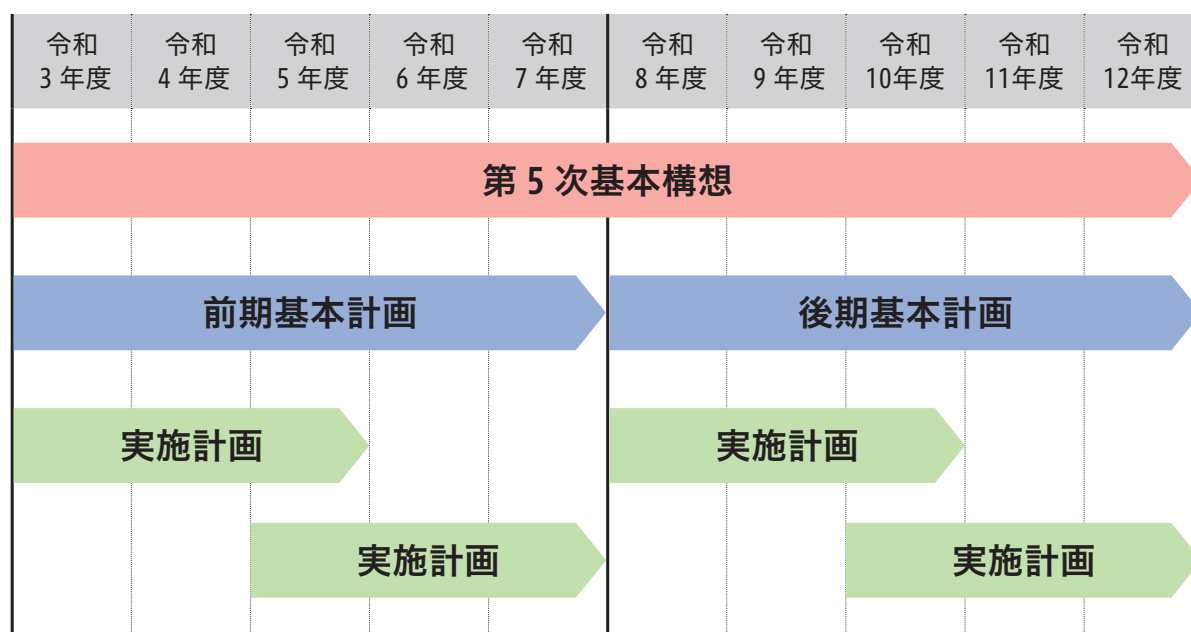 令和
3 年度
令和
4 年度
令和
5 年度
令和
6 年度
令和
7 年度
令和
8 年度
令和
9 年度
令和
10年度
令和
11年度
令和
12年度
第 5 次基本構想
前期基本計画
後期基本計画
実施計画
実施計画
実施計画
実施計画